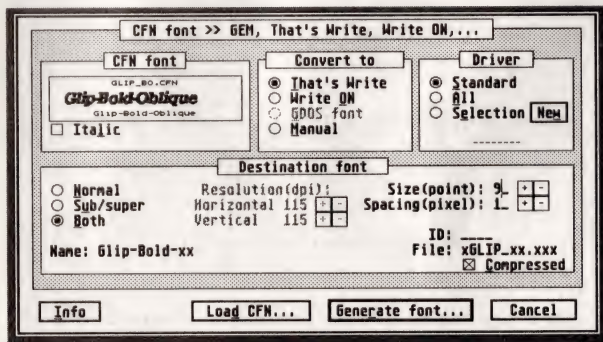 CFN font >> GEM, That's Write, Write ON,...
CFN font
GLIP_BO.CFN
Glip-Bold-Oblique
Glip-Bold-Oblique
Italic
Convert to
That's Write
Write ON
GDOS font
Manual
Driver
Standard
All
Selection New
--------
Destination font
Normal
Sub/super
Both
Resolution(dpi):
Horizontal 115 + -
Vertical 115 + -
Size(point): 9_ + -
Spacing(pixel): 1_ + -
Name: Glip-Bold-xx
ID: ____
File: xGLIP_xx.xxx
Compressed
Info
Load CFN...
Generate font...
Cancel